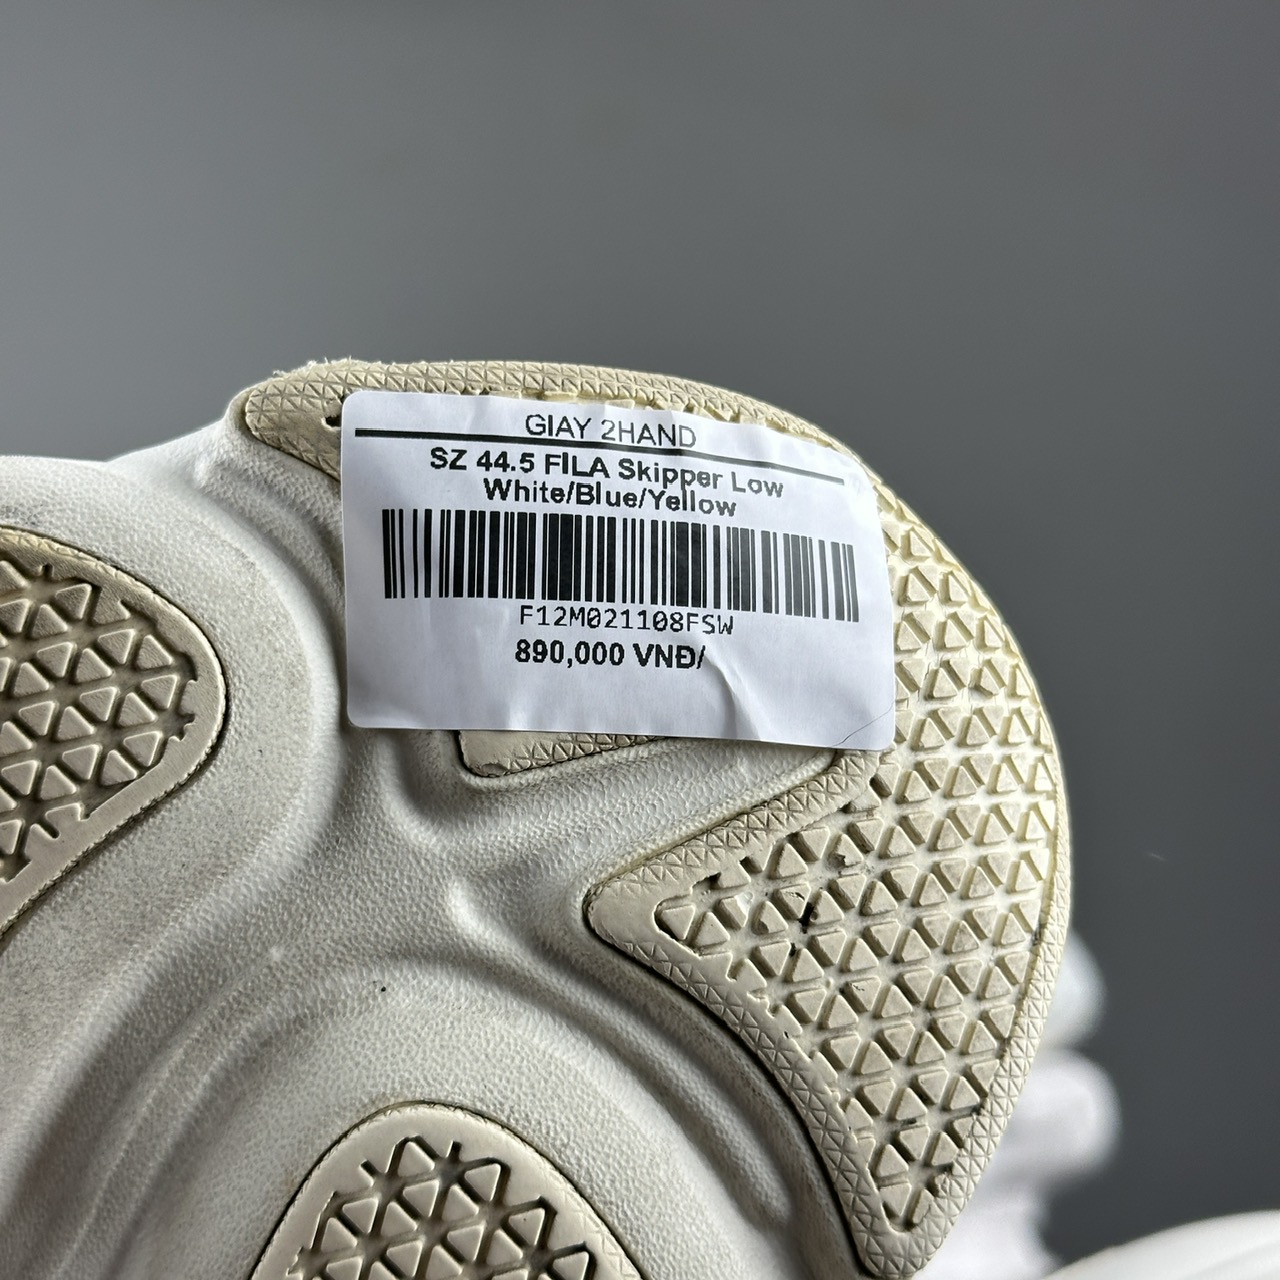 GIAY 2HAND
SZ 44.5 FILA Skipper Low
White/Blue/Yellow
F12M021108FSW
890,000 VNĐ/